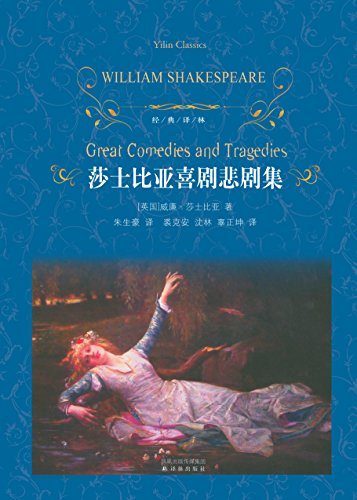 Yilin Classics
WILLIAM SHAKESPEARE
经/典/译/林
Great Comedies and Tragedies
莎士比亚喜剧悲剧集
[英国]威廉·莎士比亚 著
朱生豪 译 裘克安 沈林 辜正坤 译
凤凰出版传媒集团
译林出版社